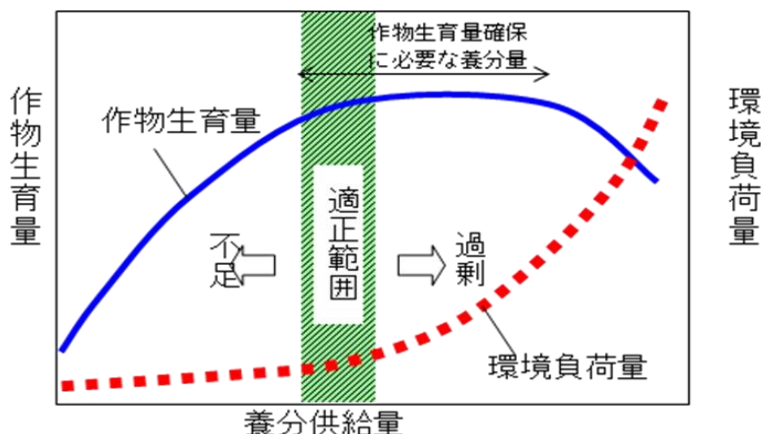 作物生育量確保
に必要な養分量
作物生育量
作物生育量
環境負荷量
不足
適正範囲
過剰
環境負荷量
養分供給量